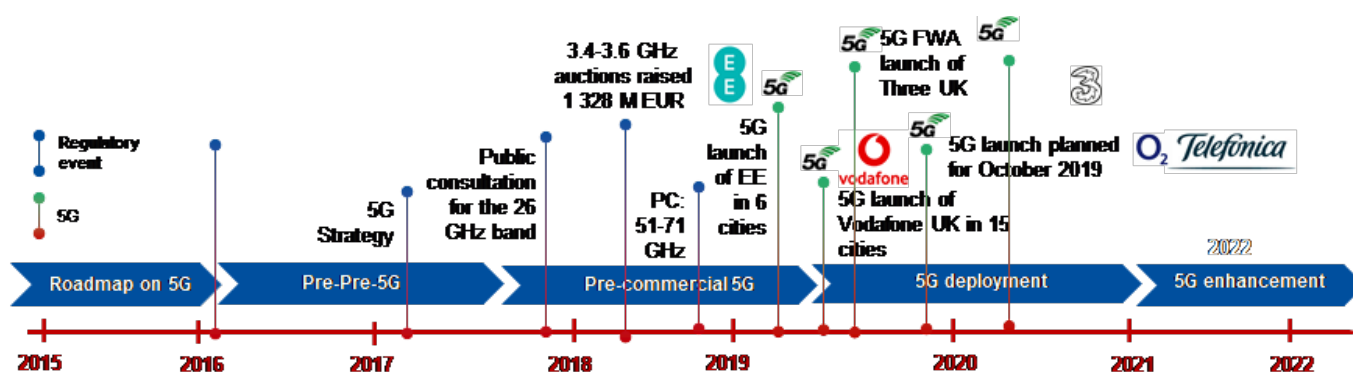 3.4-3.6 GHz
auctions raised
1 328 M EUR
E
E
5G
5G
5G FWA
launch of
Three UK
5G
3
Regulatory
event
5G
5G
Strategy
Public
consultation
for the 26
GHz band
PC:
51-71
GHz
5G
launch
of EE
in 6
cities
5G
vodafone
5G launch of
Vodafone UK in 15
cities
5G
5G launch planned
for October 2019
O2 Telefónica
2022
Roadmap on 5G
Pre-Pre-5G
Pre-commercial 5G
5G deployment
5G enhancement
2015
2016
2017
2018
2019
2020
2021
2022